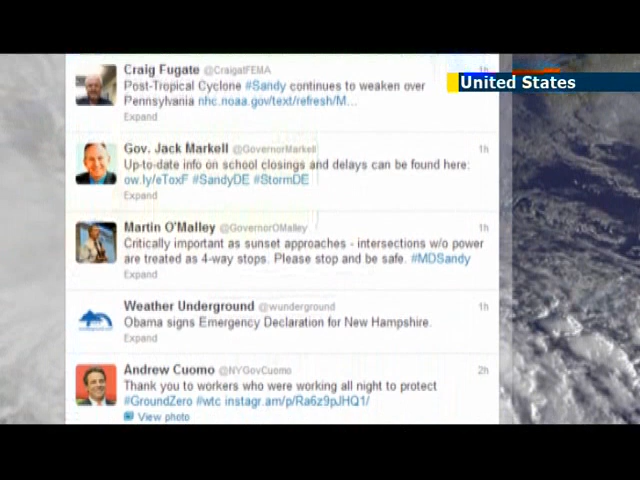 Craig Fugate @CraigatFEMA 1h
United States
Post-Tropical Cyclone #Sandy continues to weaken over
Pennsylvania nhc.noaa.gov/text/refresh/M...
Expand
Gov. Jack Markell @GovernorMarkell 1h
Up-to-date info on school closings and delays can be found here:
ow.ly/eToxF #SandyDE #StormDE
Expand
Martin O'Malley @GovernorOMalley 1h
Critically important as sunset approaches - intersections w/o power
are treated as 4-way stops. Please stop and be safe. #MDSandy
Expand
Weather Underground @wunderground 1h
Obama signs Emergency Declaration for New Hampshire.
Expand
Andrew Cuomo @NYGovCuomo 2h
Thank you to workers who were working all night to protect
#GroundZero #wtc instagr.am/p/Ra6z9pJHQ1/
View photo